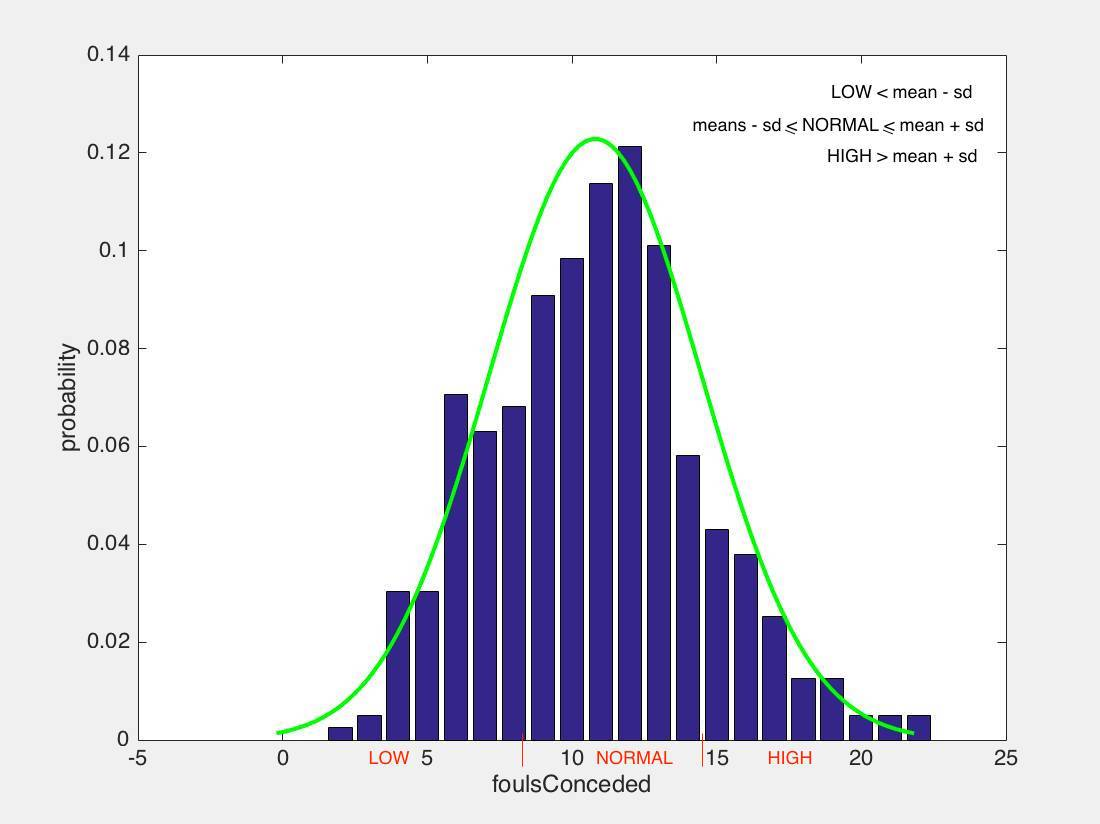 0.14
0.12
0.1
0.08
0.06
0.04
0.02
0
probability
LOW < mean - sd
means - sd ⩽ NORMAL ⩽ mean + sd
HIGH > mean + sd
-5 0 5 10 15 20 25
LOW NORMAL HIGH
foulsConceded